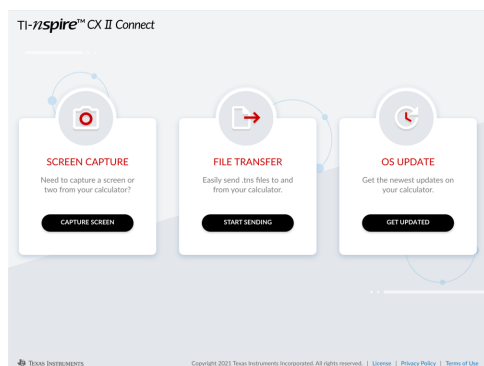 TI-nspire™ CX II Connect
SCREEN CAPTURE
Need to capture a screen or
two from your calculator?
CAPTURE SCREEN
FILE TRANSFER
Easily send .tns files to and
from your calculator.
START SENDING
OS UPDATE
Get the newest updates on
your calculator.
GET UPDATED
TEXAS INSTRUMENTS
Copyright 2021 Texas Instruments Incorporated. All rights reserved. | License | Privacy Policy | Terms of Use